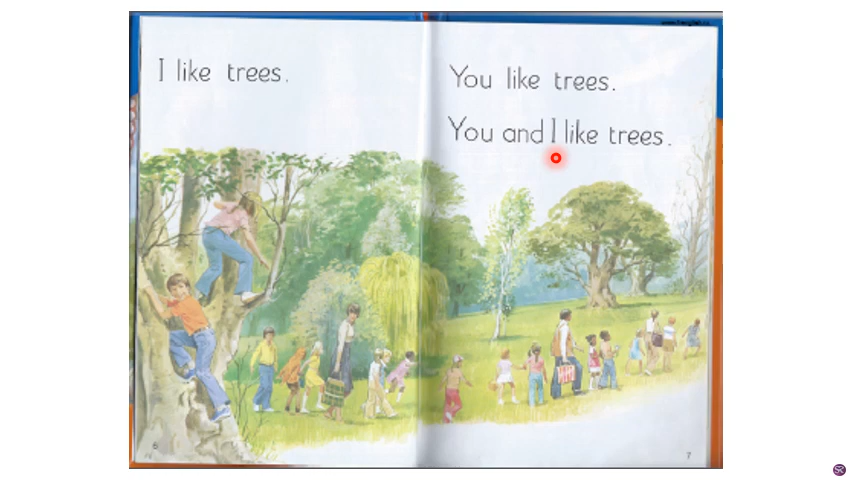 I like trees.
You like trees.
You and I like trees.
6
7